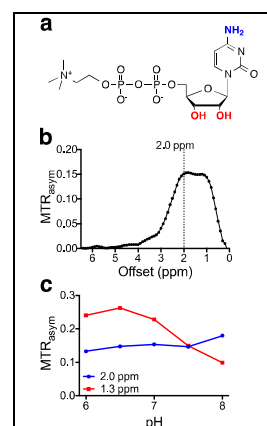 a
NH₂
N
O
N
N⁺
O
O
P
O
O⁻
O
P
O
O⁻
O
OH OH
b
2.0 ppm
MTRasym
0.20
0.15
0.10
0.05
0.00
6 5 4 3 2 1 0
Offset (ppm)
c
MTRasym
0.3
0.2
0.1
0.0
2.0 ppm
1.3 ppm
6 7 8
pH